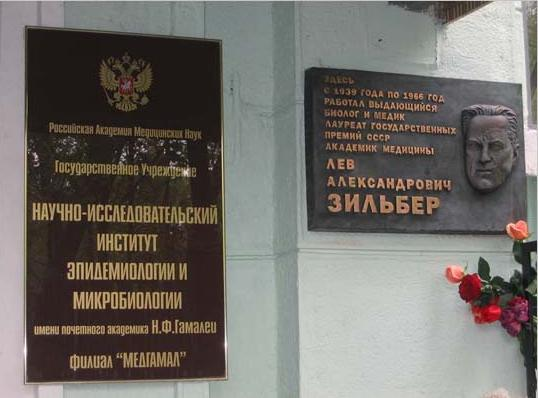 Российская Академия Медицинских Наук
Государственное Учреждение
НАУЧНО-ИССЛЕДОВАТЕЛЬСКИЙ
ИНСТИТУТ
ЭПИДЕМИОЛОГИИ И
МИКРОБИОЛОГИИ
имени почетного академика Н.Ф.Гамалеи
филиал "МЕДГАМАЛ"
ЗДЕСЬ
С 1939 ГОДА ПО 1966 ГОД
РАБОТАЛ ВЫДАЮЩИЙСЯ
БИОЛОГ И МЕДИК
ЛАУРЕАТ ГОСУДАРСТВЕННЫХ
ПРЕМИЙ СССР
АКАДЕМИК МЕДИЦИНЫ
ЛЕВ
АЛЕКСАНДРОВИЧ
ЗИЛЬБЕР